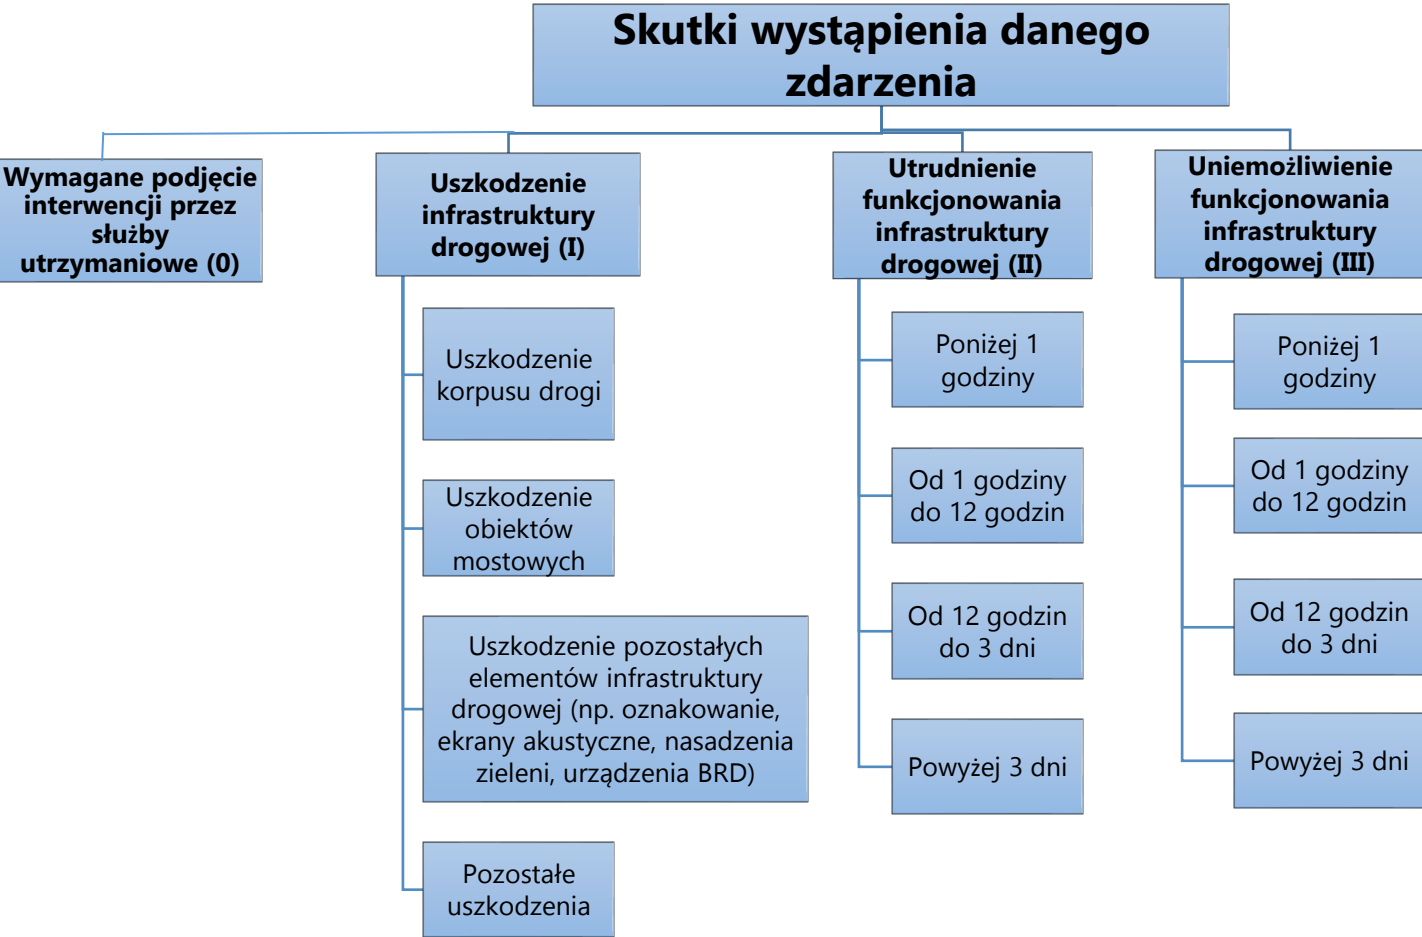 Skutki wystąpienia danego
zdarzenia
Wymagane podjęcie
interwencji przez
służby
utrzymaniowe (0)
Uszkodzenie
infrastruktury
drogowej (I)
Uszkodzenie
korpusu drogi
Uszkodzenie
obiektów
mostowych
Uszkodzenie pozostałych
elementów infrastruktury
drogowej (np. oznakowanie,
ekrany akustyczne, nasadzenia
zieleni, urządzenia BRD)
Pozostałe
uszkodzenia
Utrudnienie
funkcjonowania
infrastruktury
drogowej (II)
Poniżej 1
godziny
Od 1 godziny
do 12 godzin
Od 12 godzin
do 3 dni
Powyżej 3 dni
Uniemożliwienie
funkcjonowania
infrastruktury
drogowej (III)
Poniżej 1
godziny
Od 1 godziny
do 12 godzin
Od 12 godzin
do 3 dni
Powyżej 3 dni